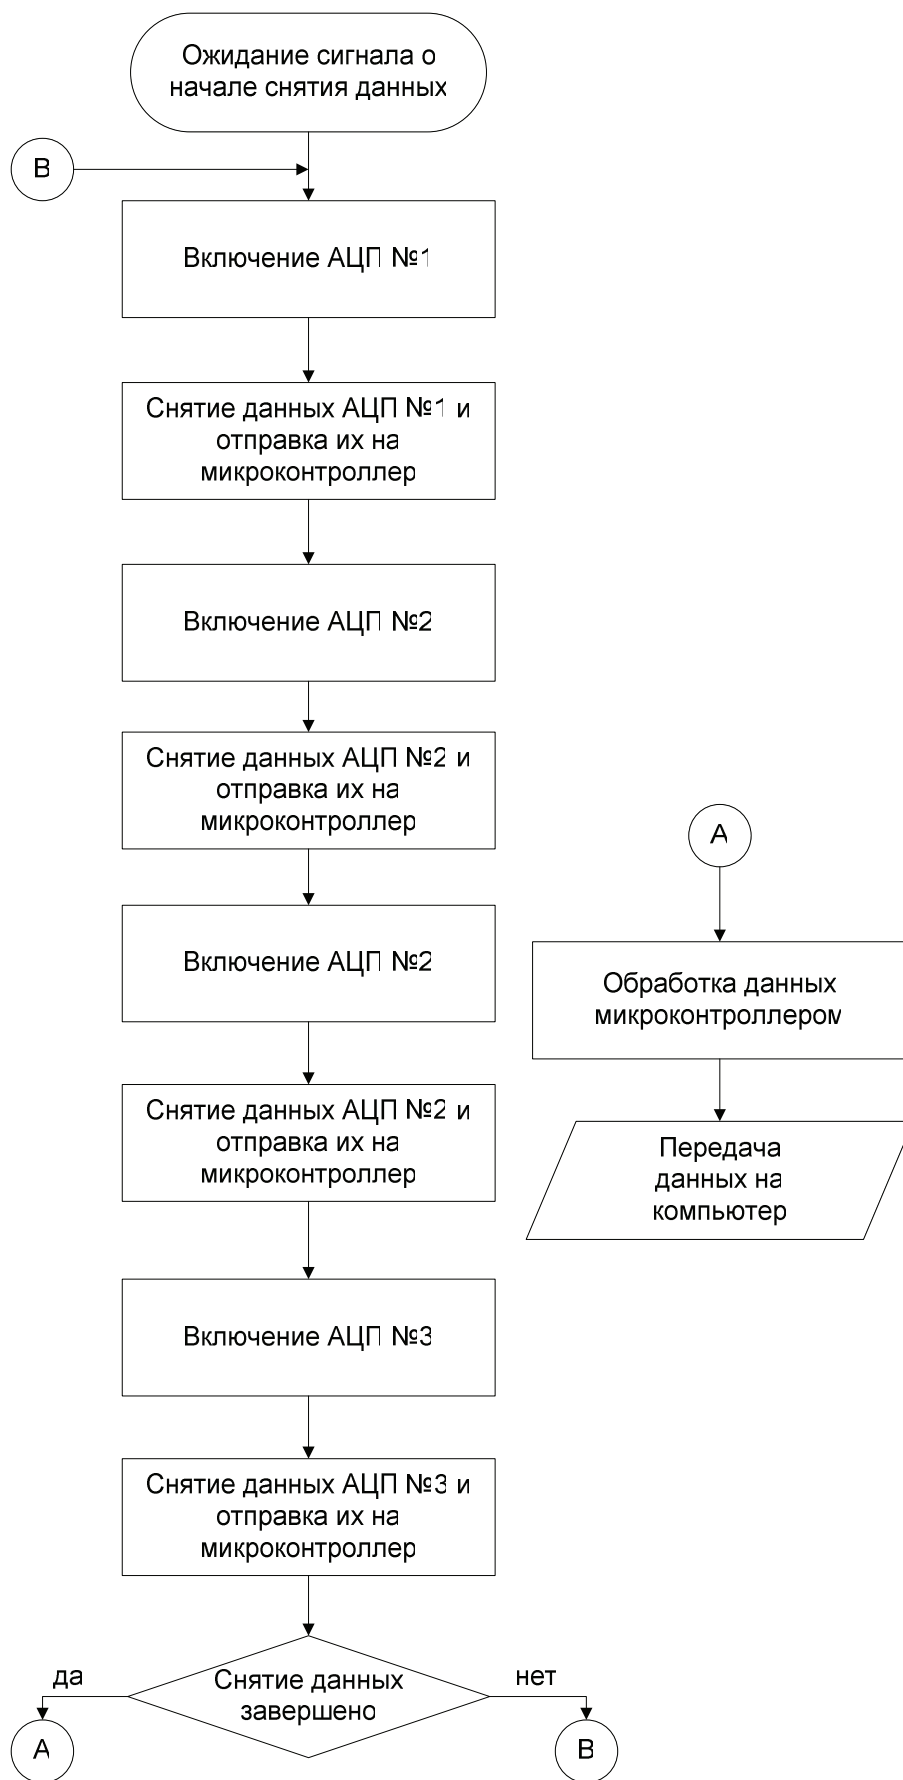 Ожидание сигнала о
начале снятия данных
В
Включение АЦП №1
Снятие данных АЦП №1 и
отправка их на
микроконтроллер
Включение АЦП №2
Снятие данных АЦП №2 и
отправка их на
микроконтроллер
Включение АЦП №2
Снятие данных АЦП №2 и
отправка их на
микроконтроллер
Включение АЦП №3
Снятие данных АЦП №3 и
отправка их на
микроконтроллер
да
Снятие данных
завершено
нет
А
В
А
Обработка данных
микроконтроллером
Передача
данных на
компьютер